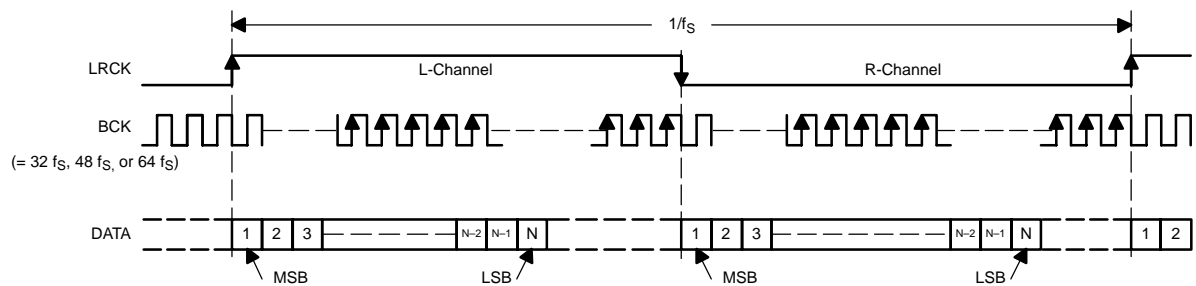 1/fS
LRCK
L-Channel
R-Channel
BCK
(= 32 fS, 48 fS, or 64 fS)
DATA
1 2 3 N–2 N–1 N 1 2 3 N–2 N–1 N 1 2
MSB LSB MSB LSB